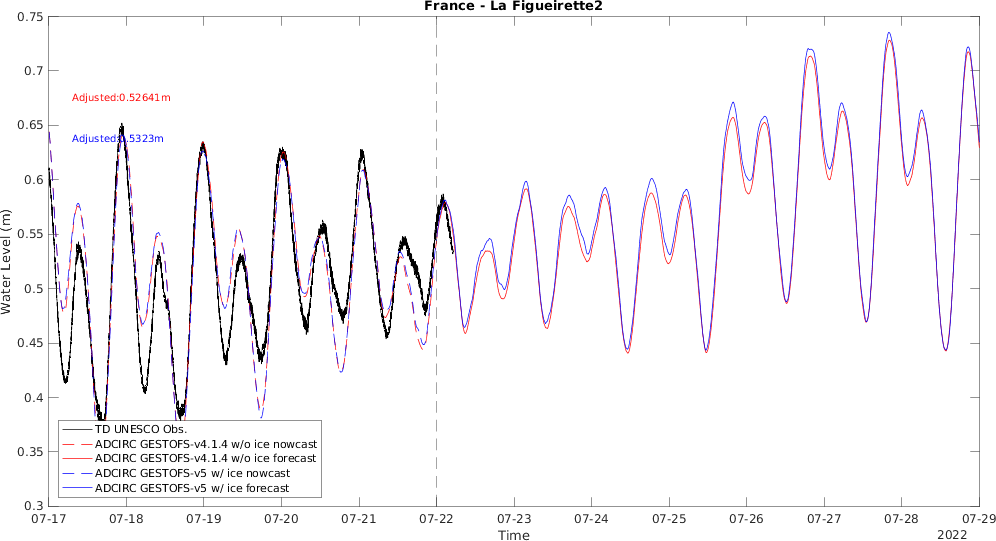 France - La Figueirette2
0.75
0.7
0.65
0.6
0.55
0.5
0.45
0.4
0.35
0.3
Water Level (m)
Adjusted:0.52641m
Adjusted:0.5323m
TD UNESCO Obs.
ADCIRC GESTOFS-v4.1.4 w/o ice nowcast
ADCIRC GESTOFS-v4.1.4 w/o ice forecast
ADCIRC GESTOFS-v5 w/ ice nowcast
ADCIRC GESTOFS-v5 w/ ice forecast
07-17 07-18 07-19 07-20 07-21 07-22 07-23 07-24 07-25 07-26 07-27 07-28 07-29
Time
2022